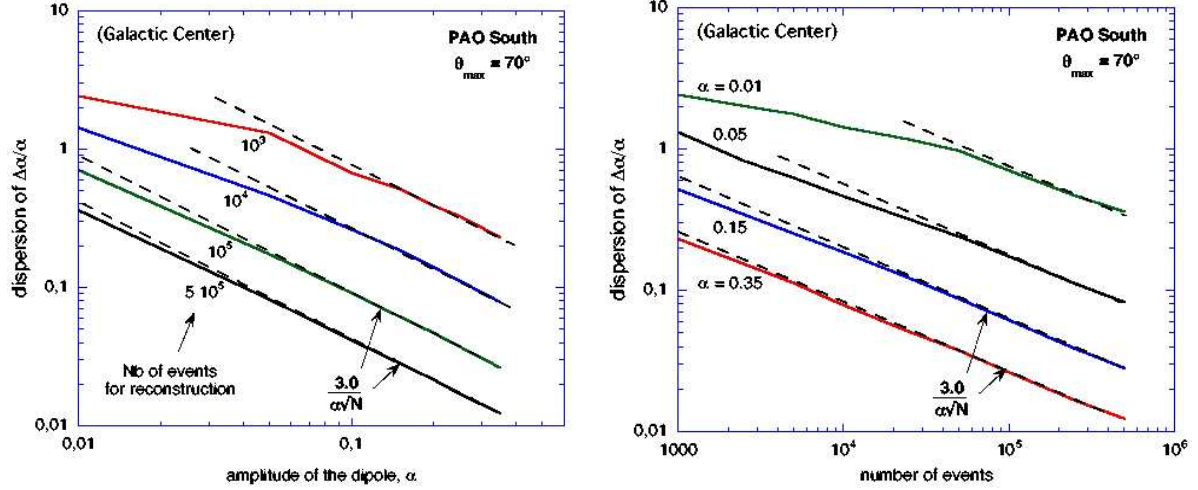 10
(Galactic Center)
PAO South
θmax = 70°
1
0,1
0,01
dispersion of Δα/α
10³
10⁴
10⁵
5 10⁵
Nb of events
for reconstruction
3.0
α√N
0,01
0,1
amplitude of the dipole, α
10
(Galactic Center)
PAO South
θmax = 70°
1
0,1
0,01
dispersion of Δα/α
α = 0.01
0.05
0.15
α = 0.35
3.0
α√N
1000
10⁴
10⁵
10⁶
number of events